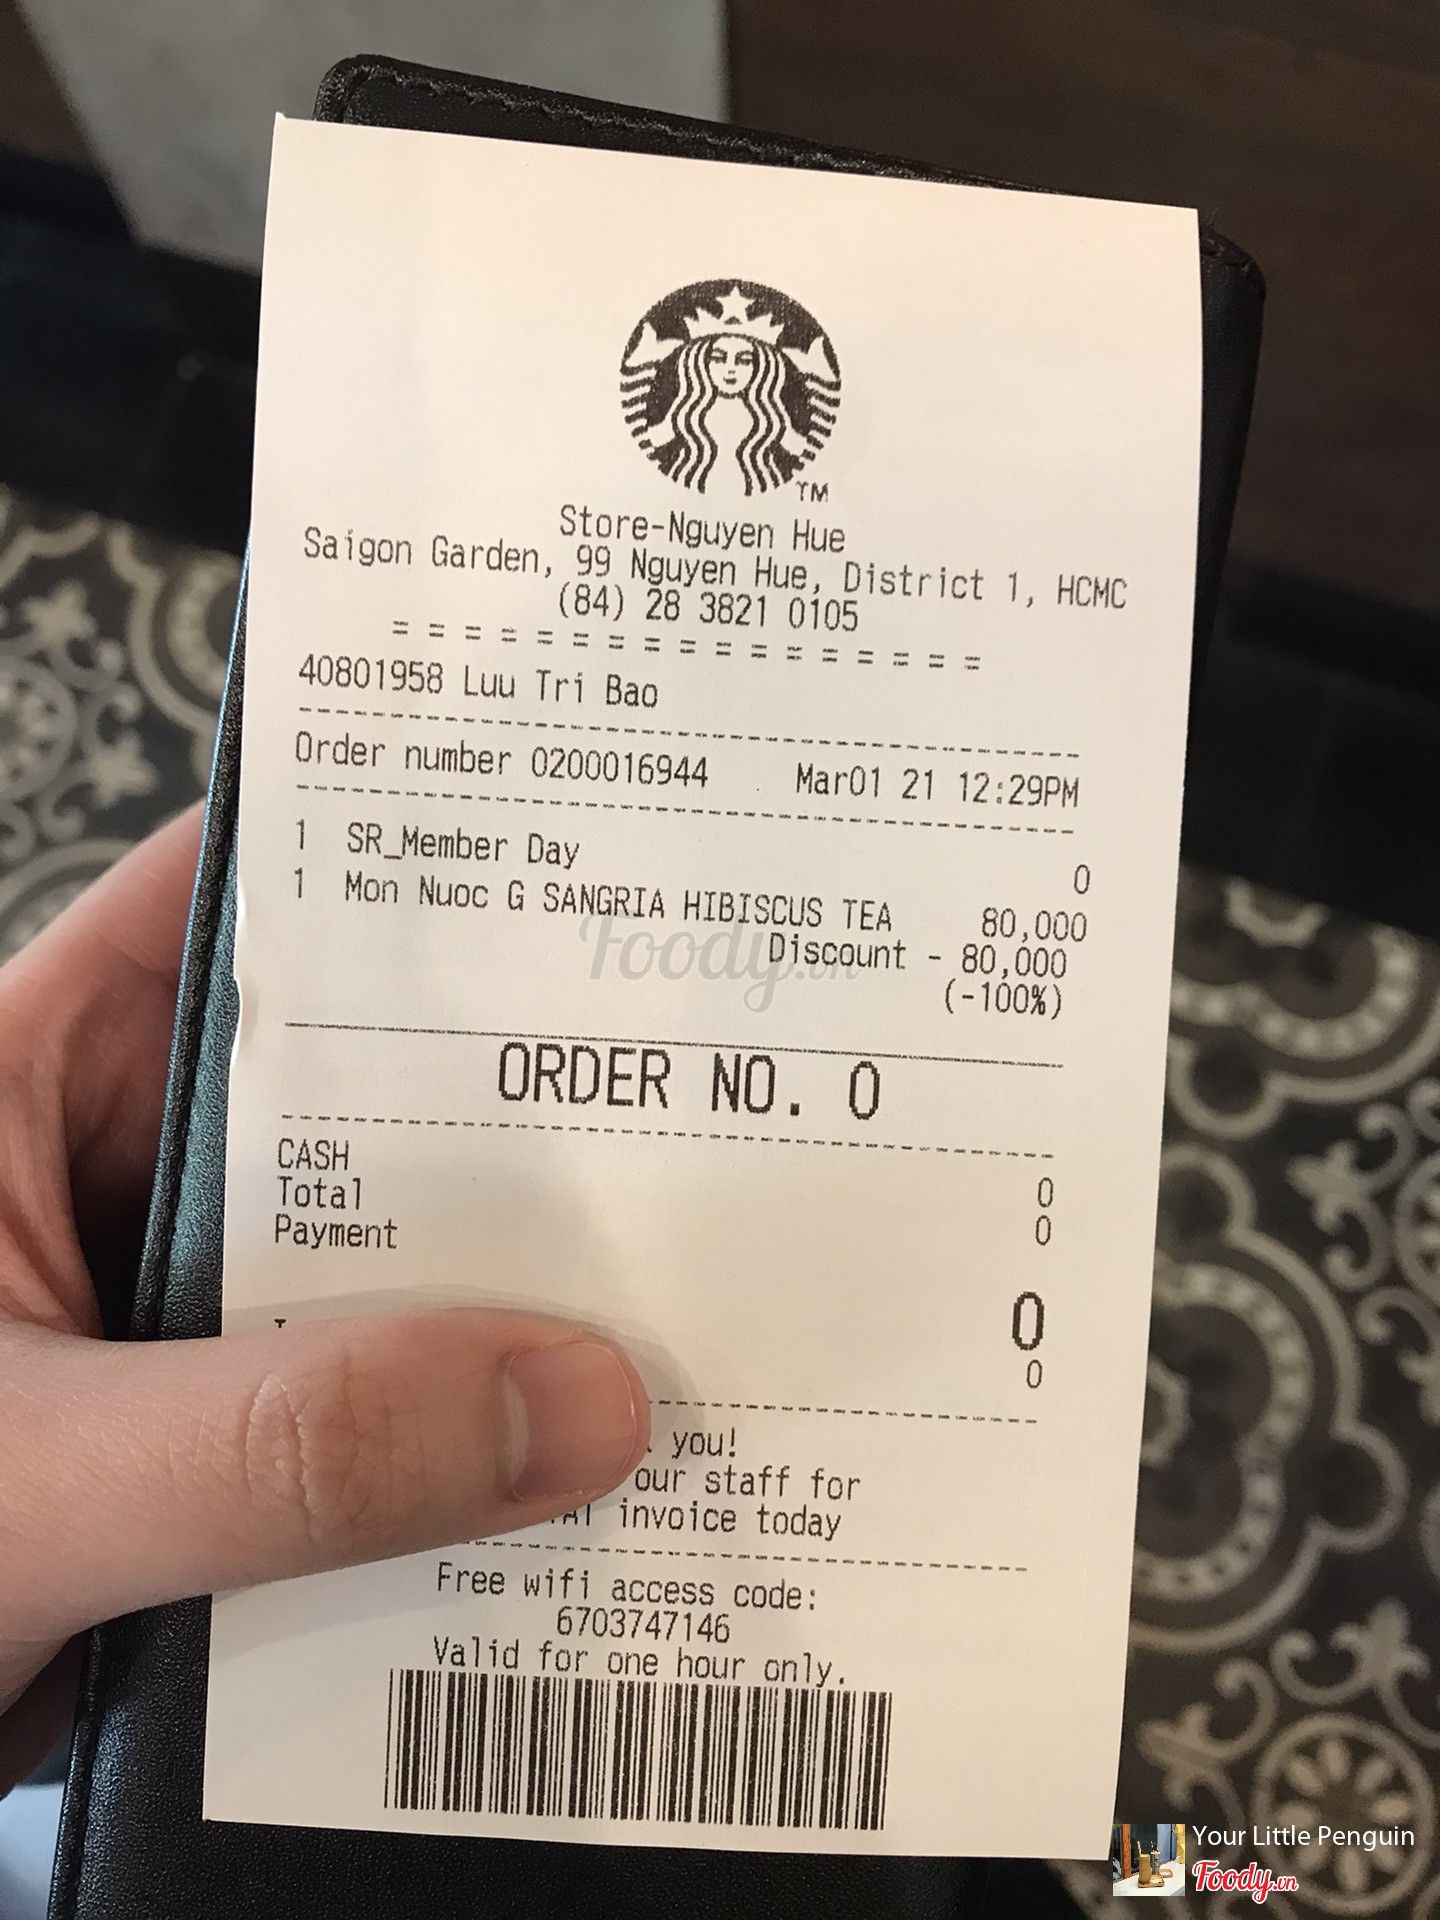 TM
Store-Nguyen Hue
Saigon Garden, 99 Nguyen Hue, District 1, HCMC
(84) 28 3821 0105
= = = = = = = = = = = = = = = = =
40801958 Luu Tri Bao
Order number 0200016944 Mar01 21 12:29PM
1 SR_Member Day 0
1 Mon Nuoc G SANGRIA HIBISCUS TEA 80,000
Discount - 80,000
(-100%)
Foody.vn
ORDER NO. 0
CASH 0
Total 0
Payment
0
0
you!
our staff for
invoice today
Free wifi access code:
6703747146
Valid for one hour only.
Your Little Penguin
Foody.vn